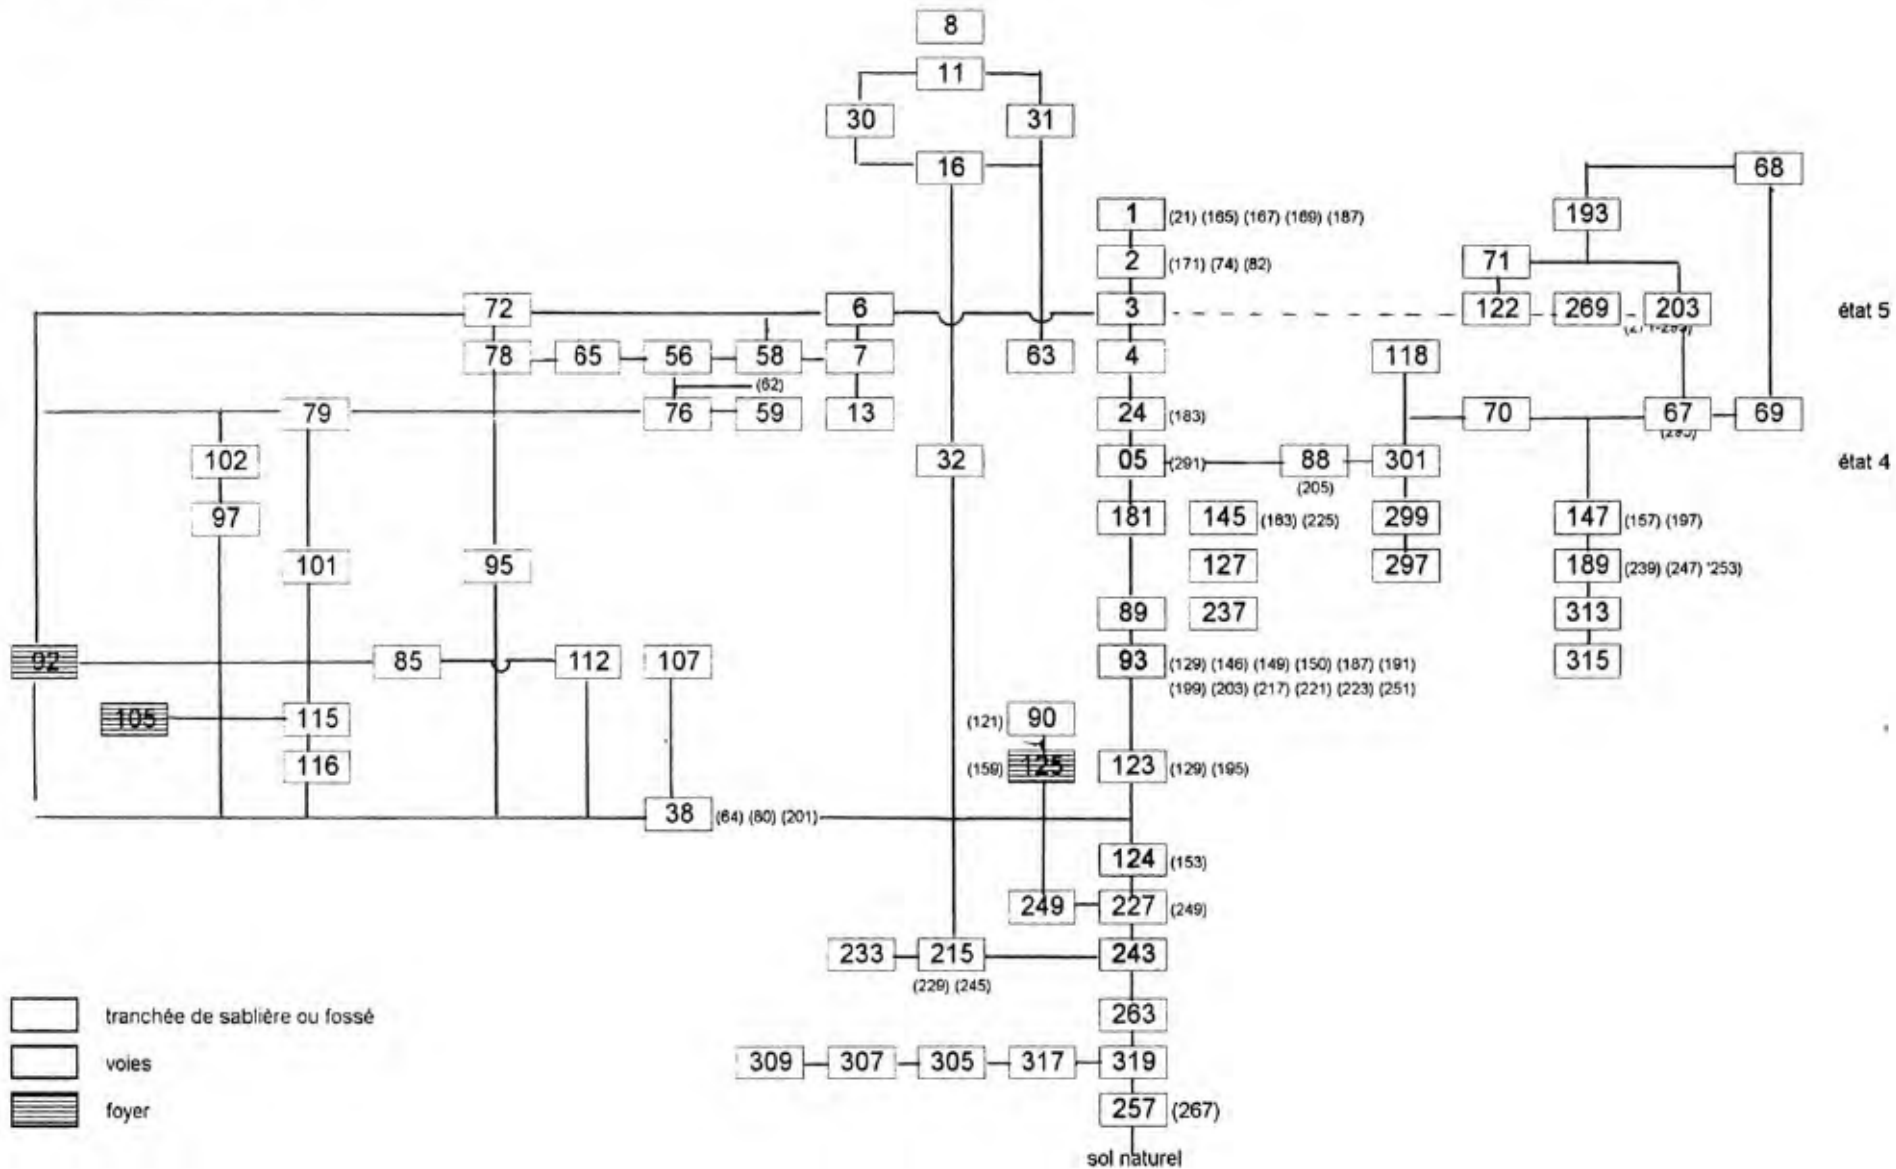 8
11
30 31
16 68
1 (21) (165) (167) (169) (187) 193
2 (171) (74) (82) 71
72 6 3 122 269 203 état 5
78 65 56 58 7 63 4 118
(62)
79 76 59 13 24 (183) 70 67 69
102 32 05 (291) 88 301 état 4
(205)
97 181 145 (183) (225) 299 147 (157) (197)
101 95 127 297 189 (239) (247) '253)
89 237 313
92 85 112 107 93 (129) (146) (149) (150) (187) (191) 315
(199) (203) (217) (221) (223) (251)
105 115 (121) 90
116 (159) 125 123 (129) (195)
38 (64) (80) (201)
124 (153)
249 227 (249)
233 215 243
(229) (245)
tranchée de sablière ou fossé 263
voies 309 307 305 317 319
foyer 257 (267)
sol naturel